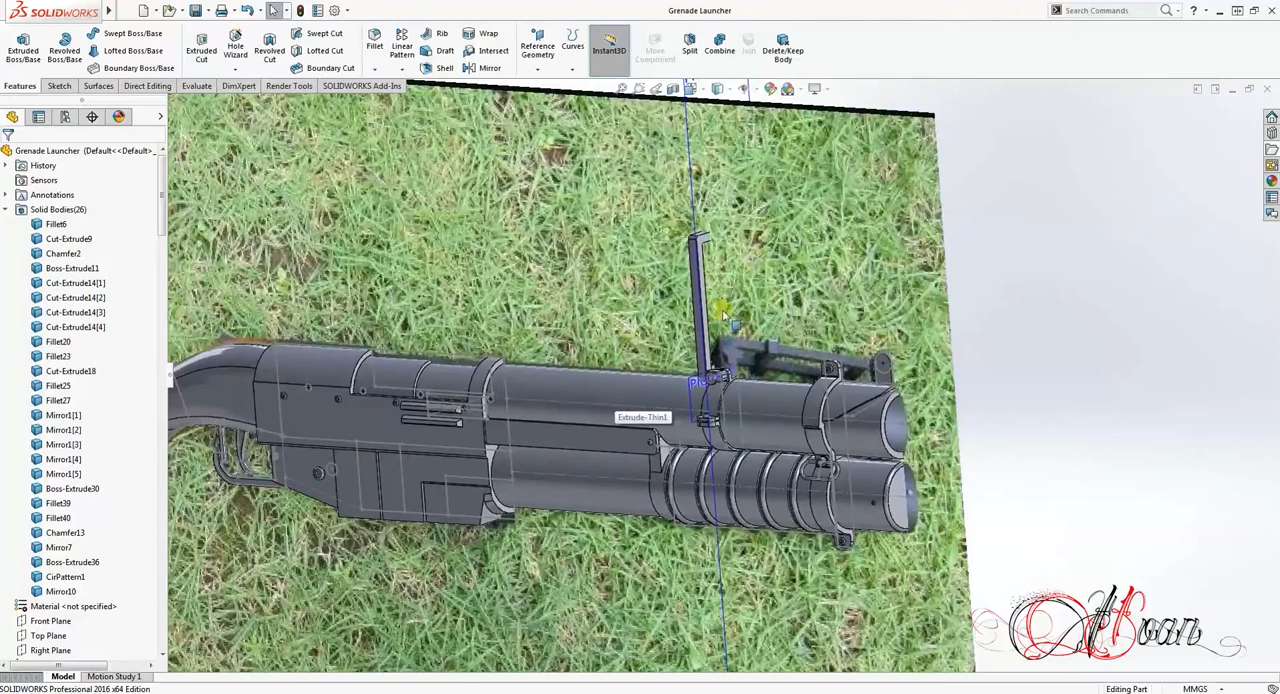 SOLIDWORKS
Grenade Launcher
Search Commands
Extruded Boss/Base
Revolved Boss/Base
Swept Boss/Base
Lofted Boss/Base
Boundary Boss/Base
Extruded Cut
Hole Wizard
Revolved Cut
Swept Cut
Lofted Cut
Boundary Cut
Fillet
Linear Pattern
Rib
Draft
Shell
Wrap
Intersect
Mirror
Reference Geometry
Curves
Instant3D
Move Component
Split
Combine
Join
Delete/Keep Body
Features Sketch Surfaces Direct Editing Evaluate DimXpert Render Tools SOLIDWORKS Add-Ins
Grenade Launcher (Default<<Default>_
History
Sensors
Annotations
Solid Bodies(26)
Fillet6
Cut-Extrude9
Chamfer2
Boss-Extrude11
Cut-Extrude14[1]
Cut-Extrude14[2]
Cut-Extrude14[3]
Cut-Extrude14[4]
Fillet20
Fillet23
Cut-Extrude18
Fillet25
Fillet27
Mirror1[1]
Mirror1[2]
Mirror1[3]
Mirror1[4]
Mirror1[5]
Boss-Extrude30
Fillet39
Fillet40
Chamfer13
Mirror7
Boss-Extrude36
CirPattern1
Mirror10
Material <not specified>
Front Plane
Top Plane
Right Plane
Extrude-Thin1
Model Motion Study 1
SOLIDWORKS Professional 2016 x64 Edition
Editing Part
MMGS